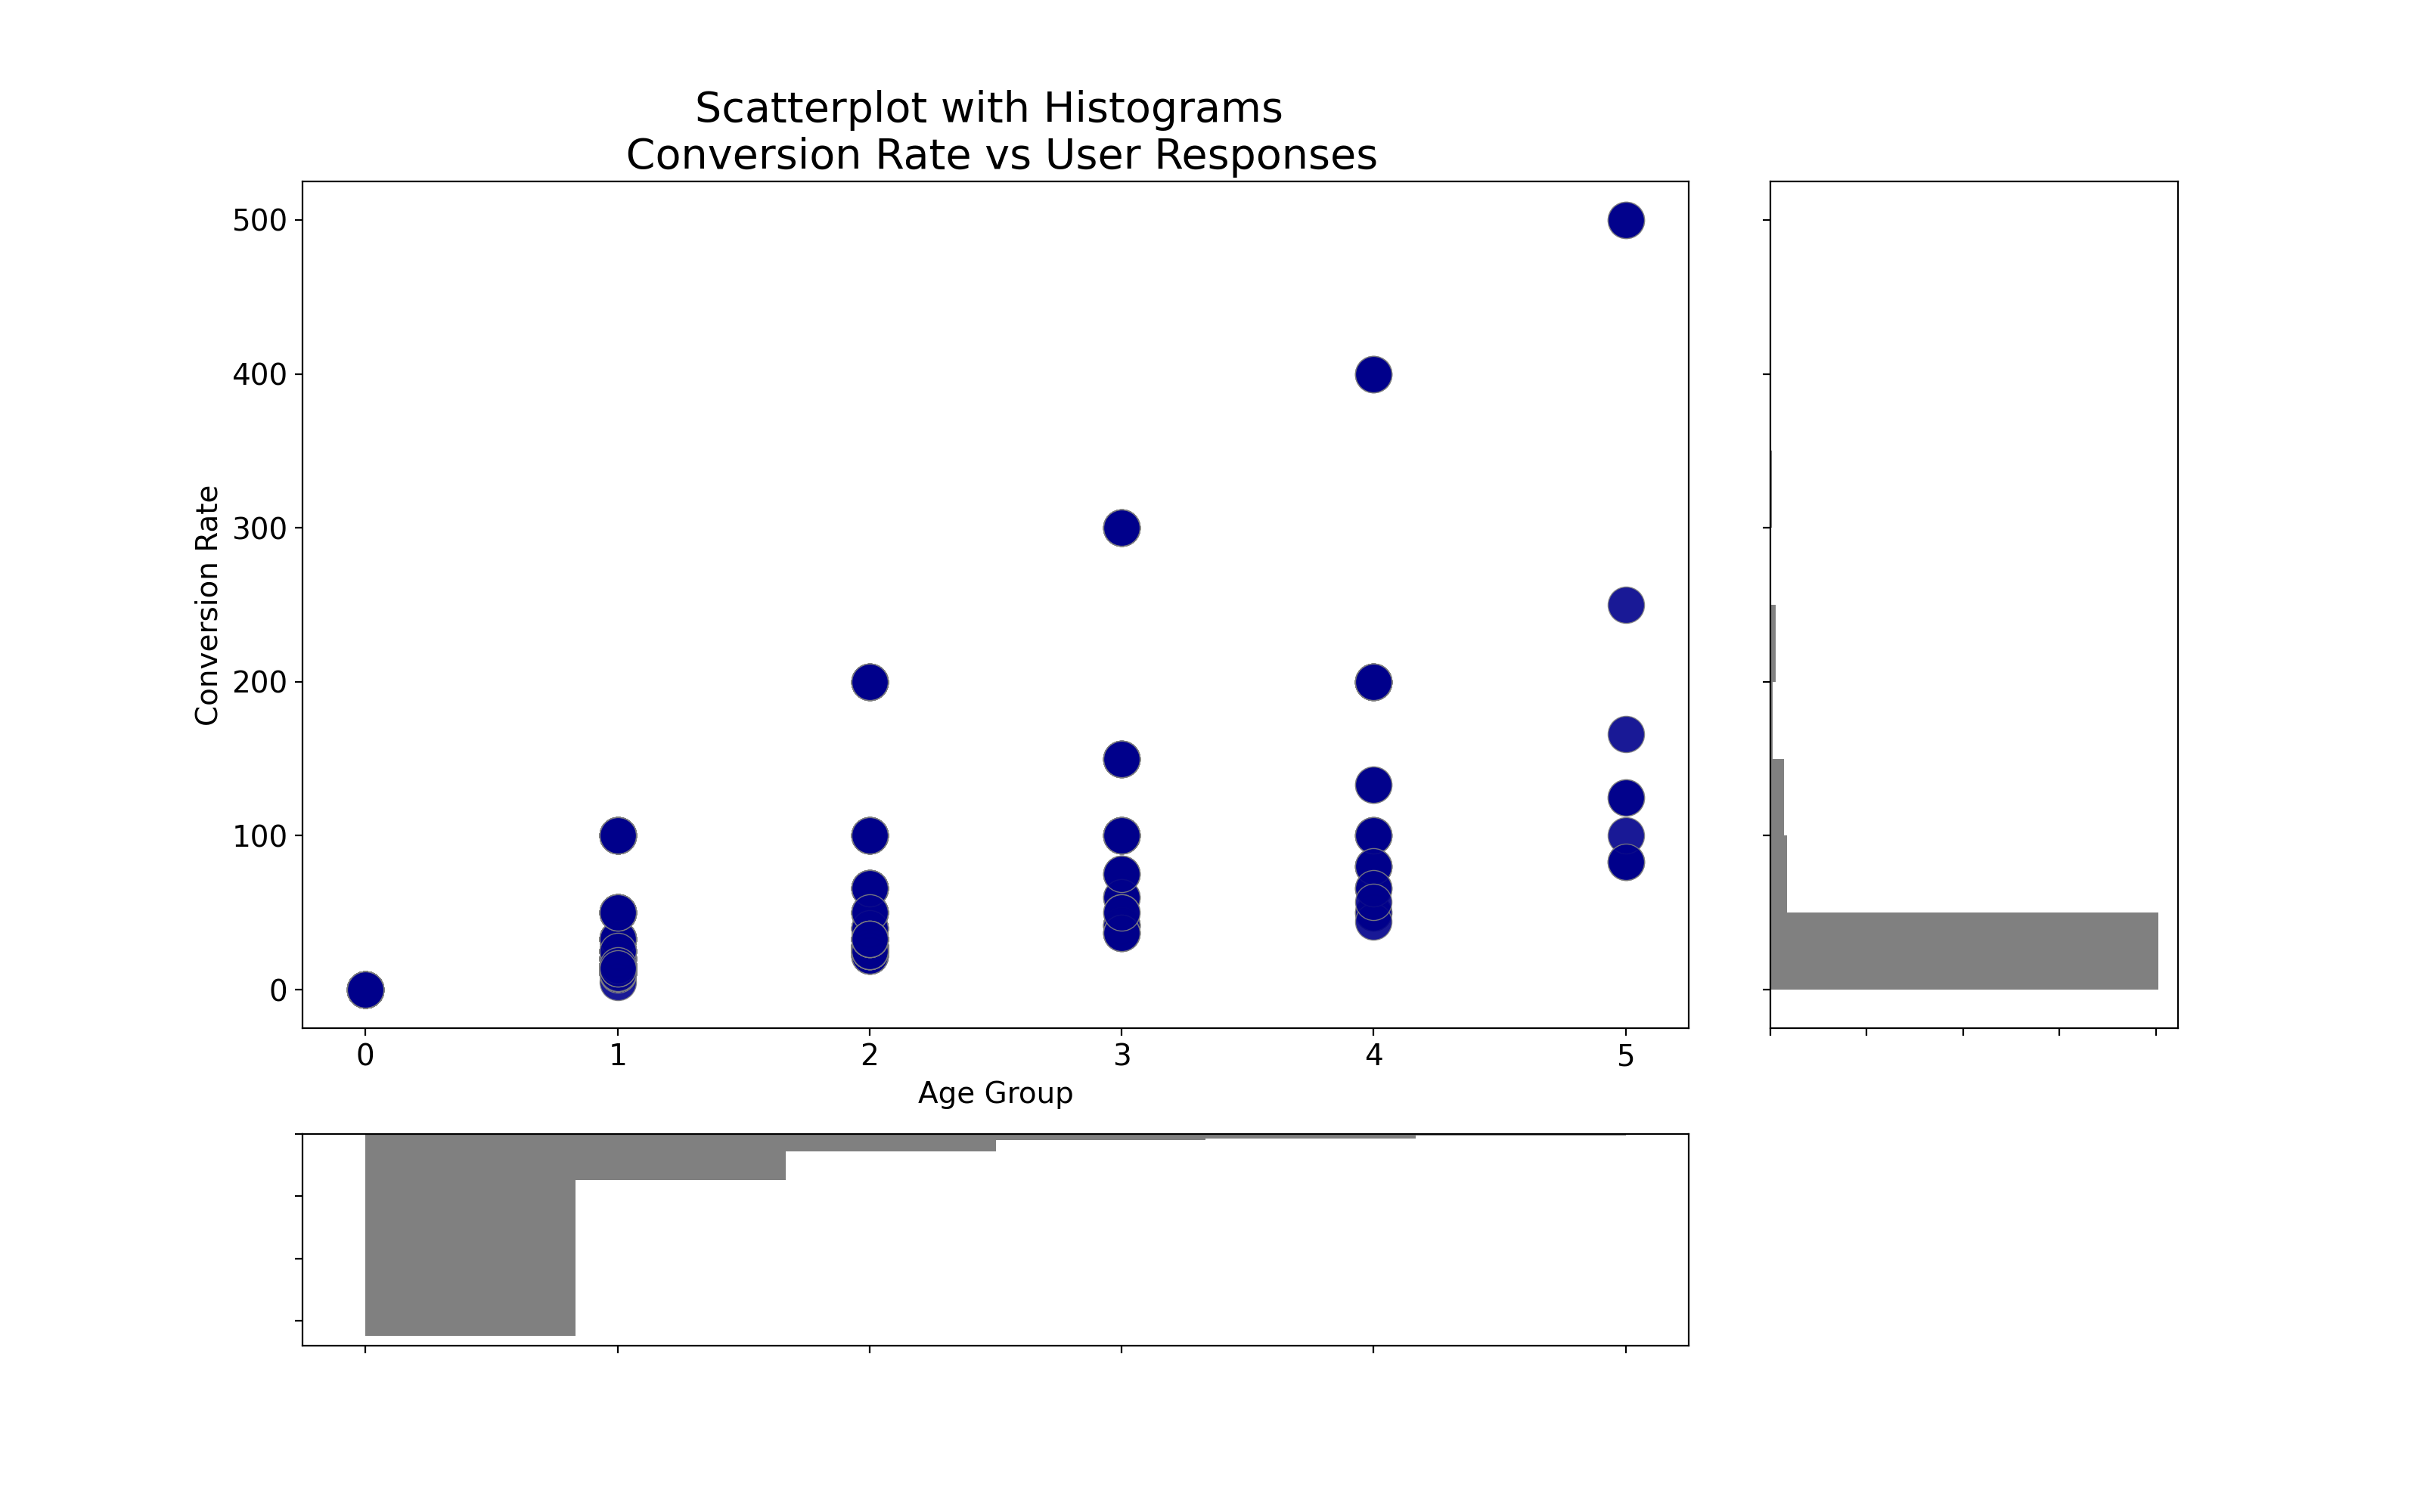 Scatterplot with Histograms
Conversion Rate vs User Responses
500
400
300
200
100
0
Conversion Rate
0 1 2 3 4 5
Age Group